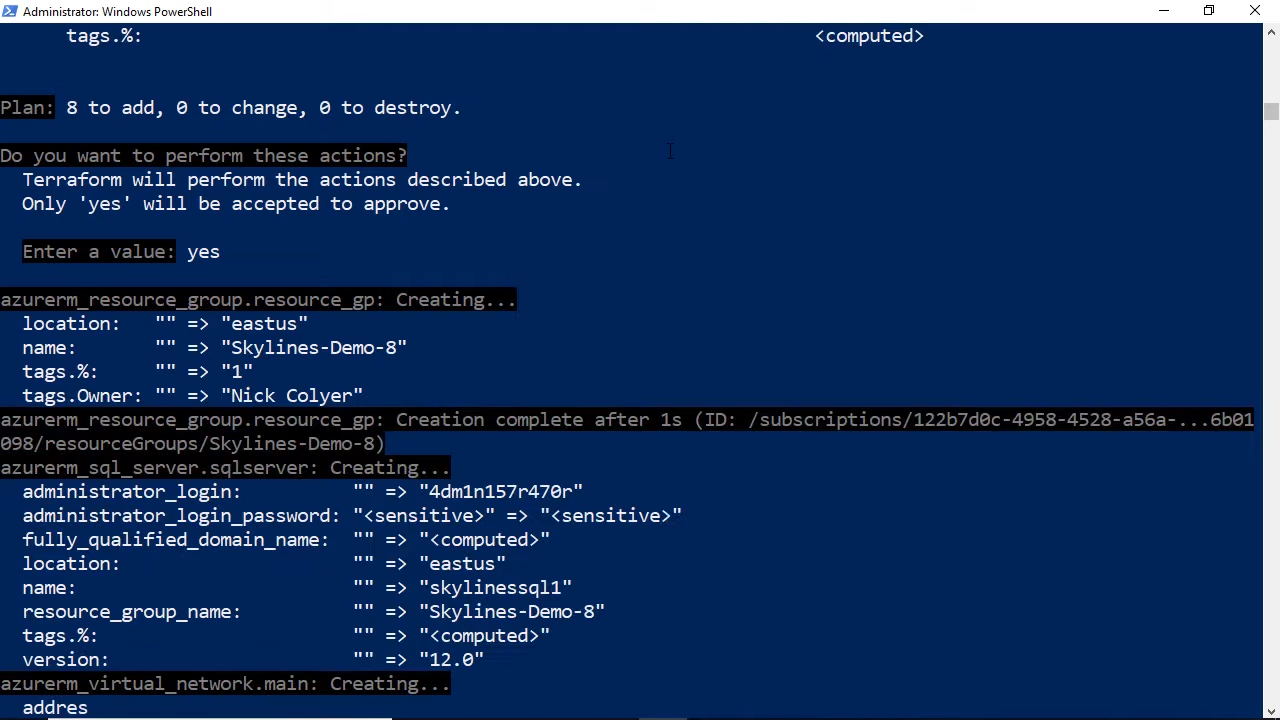 Administrator: Windows PowerShell
tags.%: <computed>
Plan: 8 to add, 0 to change, 0 to destroy.
Do you want to perform these actions?
Terraform will perform the actions described above.
Only 'yes' will be accepted to approve.
Enter a value: yes
azurerm_resource_group.resource_gp: Creating...
location: "" => "eastus"
name: "" => "Skylines-Demo-8"
tags.%: "" => "1"
tags.Owner: "" => "Nick Colyer"
azurerm_resource_group.resource_gp: Creation complete after 1s (ID: /subscriptions/122b7d0c-4958-4528-a56a-...6b01
098/resourceGroups/Skylines-Demo-8)
azurerm_sql_server.sqlserver: Creating...
administrator_login: "" => "4dm1n157r470r"
administrator_login_password: "<sensitive>" => "<sensitive>"
fully_qualified_domain_name: "" => "<computed>"
location: "" => "eastus"
name: "" => "skylinessql1"
resource_group_name: "" => "Skylines-Demo-8"
tags.%: "" => "<computed>"
version: "" => "12.0"
azurerm_virtual_network.main: Creating...
addres